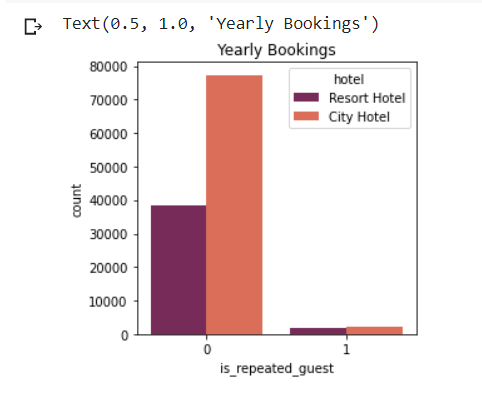 Text(0.5, 1.0, 'Yearly Bookings')
Yearly Bookings
hotel
Resort Hotel
City Hotel
80000
70000
60000
50000
40000
30000
20000
10000
0
count
0 1
is_repeated_guest